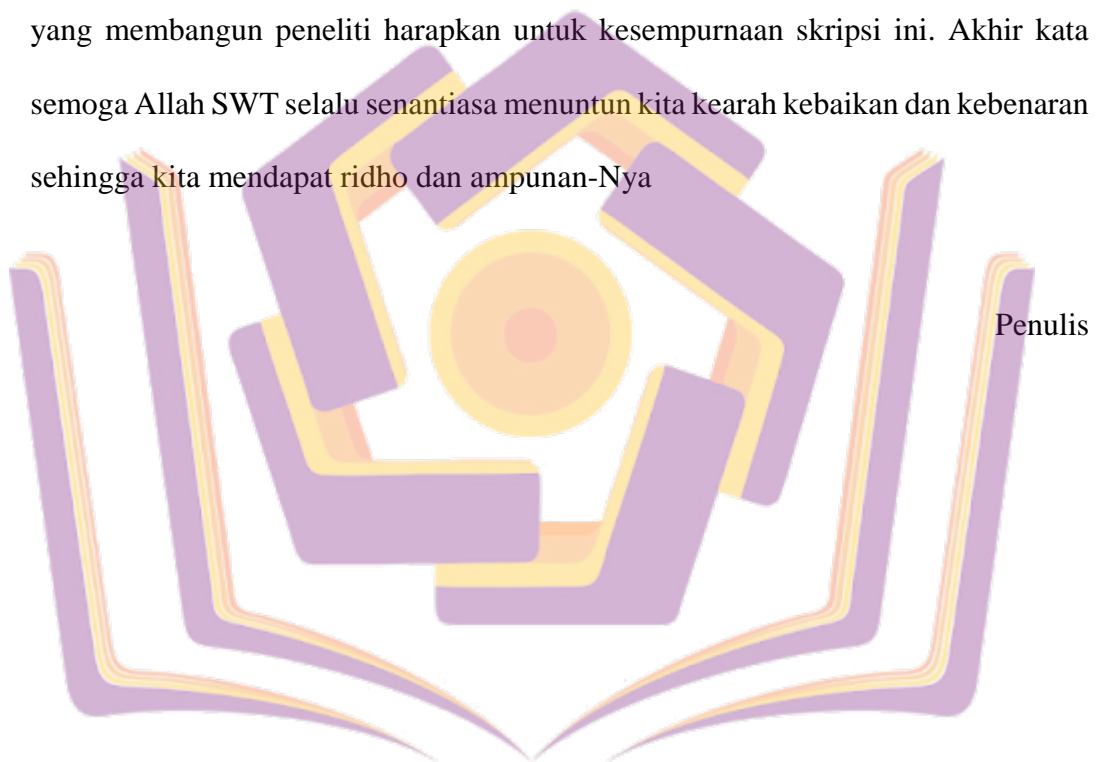 yang membangun peneliti harapkan untuk kesempurnaan skripsi ini. Akhir kata
semoga Allah SWT selalu senantiasa menuntun kita kearah kebaikan dan kebenaran
sehingga kita mendapat ridho dan ampunan-Nya
Penulis